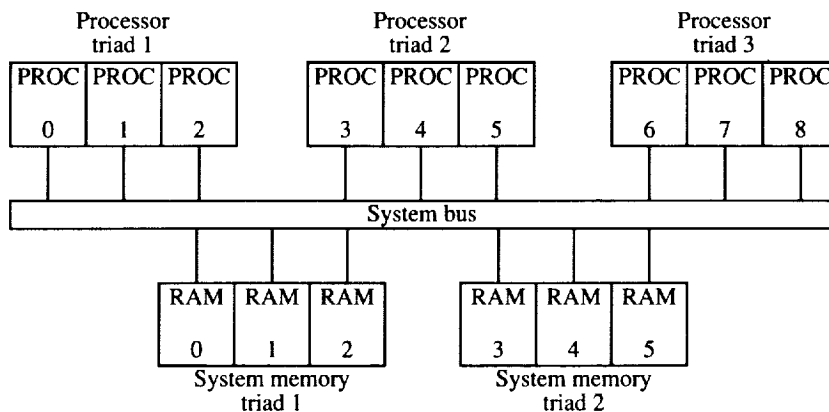 Processor
triad 1
Processor
triad 2
Processor
triad 3
PROC PROC PROC
0 1 2
PROC PROC PROC
3 4 5
PROC PROC PROC
6 7 8
System bus
RAM RAM RAM
0 1 2
RAM RAM RAM
3 4 5
System memory
triad 1
System memory
triad 2